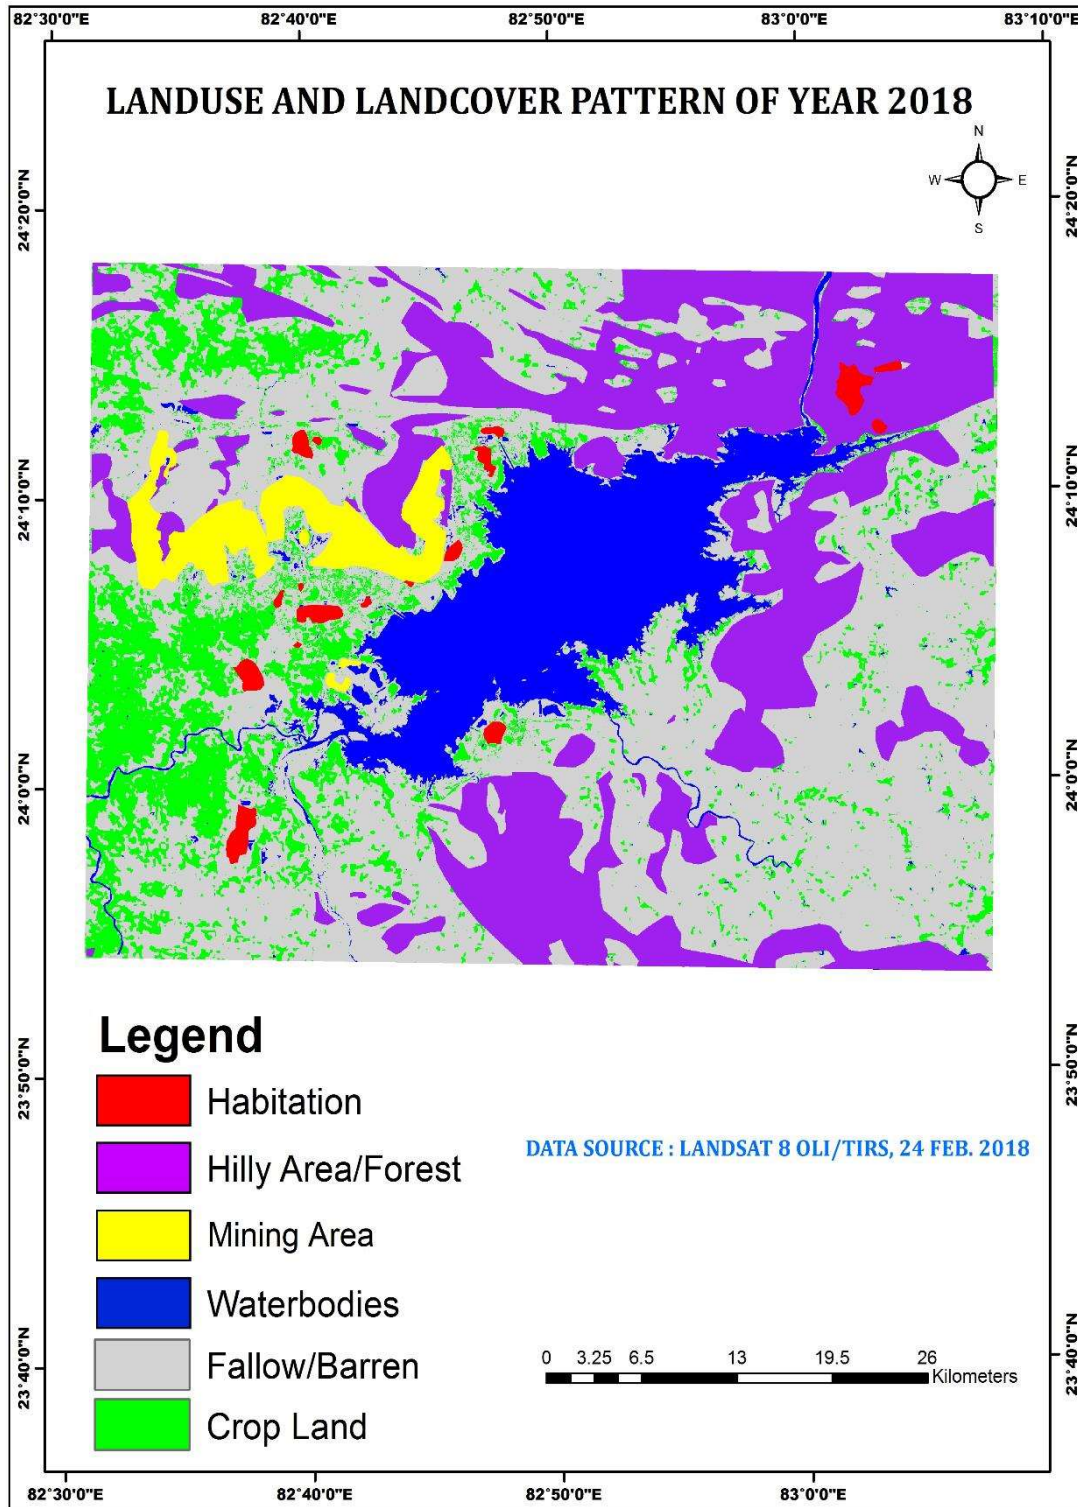 82°30'0"E 82°40'0"E 82°50'0"E 83°0'0"E 83°10'0"E
LANDUSE AND LANDCOVER PATTERN OF YEAR 2018
N
W E
S
24°20'0"N 24°20'0"N
24°10'0"N 24°10'0"N
24°0'0"N 24°0'0"N
Legend
23°50'0"N 23°50'0"N
Habitation
DATA SOURCE : LANDSAT 8 OLI/TIRS, 24 FEB. 2018
Hilly Area/Forest
Mining Area
Waterbodies
23°40'0"N 23°40'0"N
0 3.25 6.5 13 19.5 26
Kilometers
Fallow/Barren
Crop Land
82°30'0"E 82°40'0"E 82°50'0"E 83°0'0"E